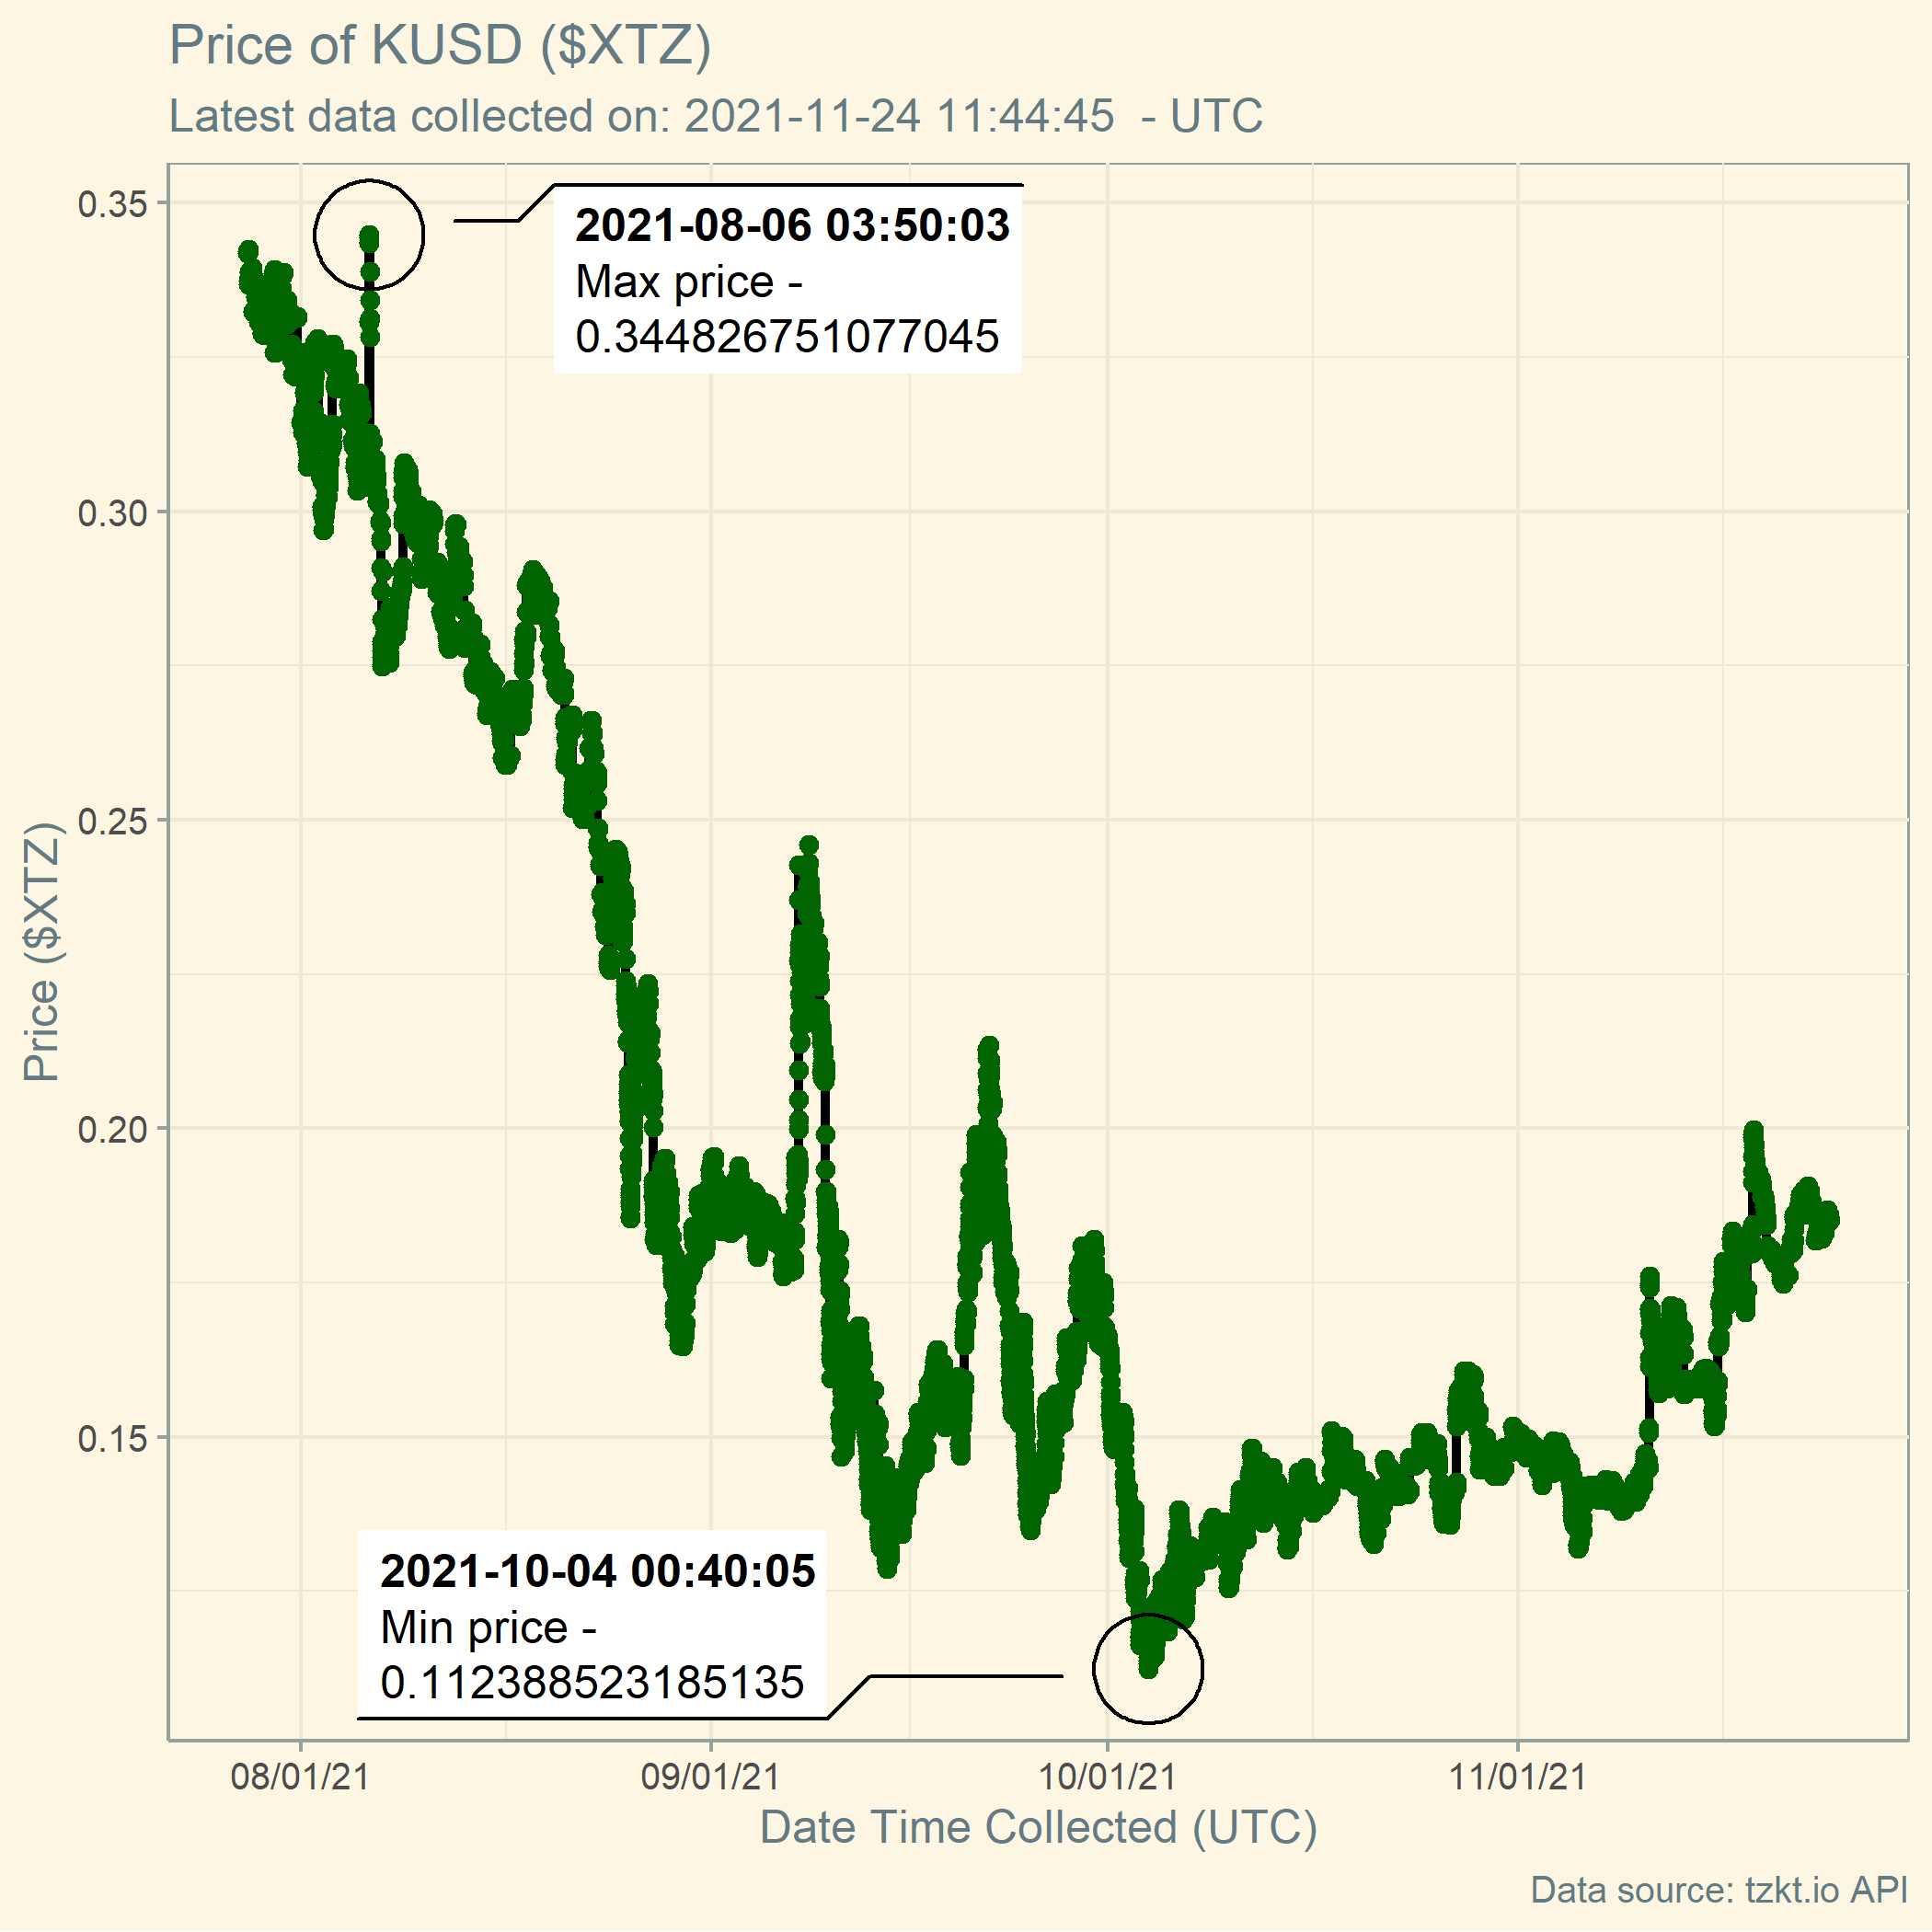 Price of KUSD ($XTZ)
Latest data collected on: 2021-11-24 11:44:45  - UTC
0.35
0.30
0.25
0.20
0.15
Price ($XTZ)
2021-08-06 03:50:03
Max price -
0.344826751077045
2021-10-04 00:40:05
Min price -
0.112388523185135
08/01/21
09/01/21
10/01/21
11/01/21
Date Time Collected (UTC)
Data source: tzkt.io API